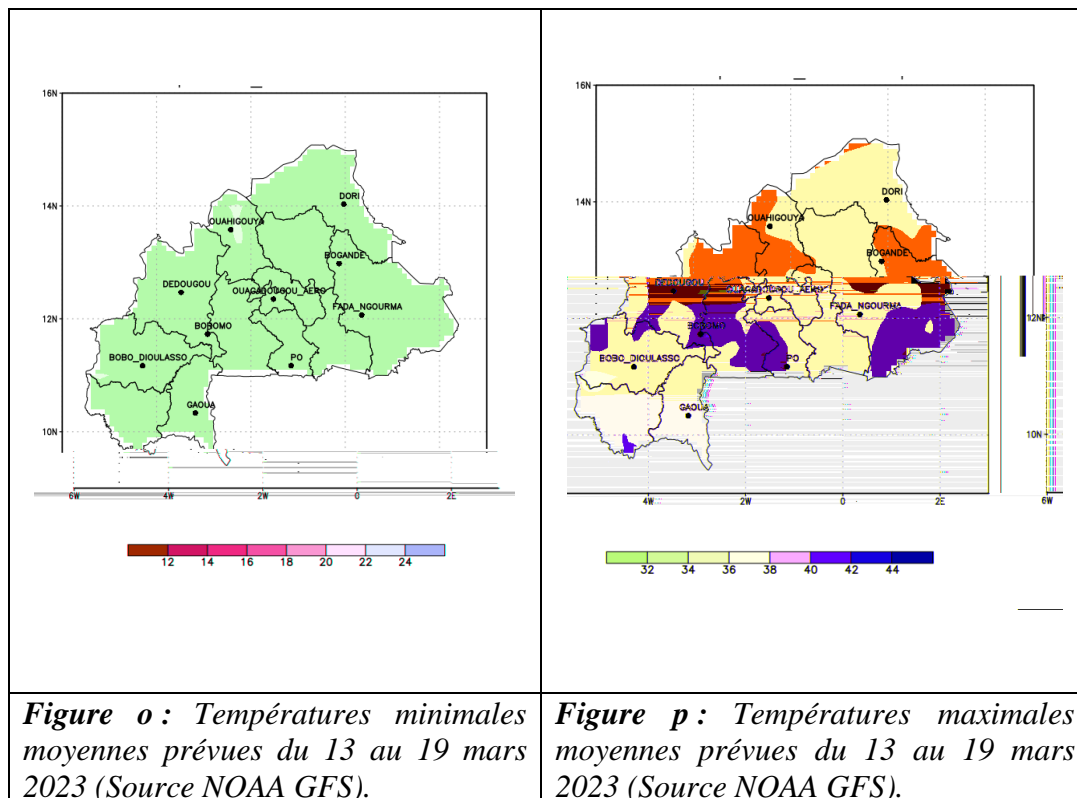 16N
14N
12N
10N
6W 4W 2W 0 2E
DORI
OUAHIGOUYA
BOGANDE
DEDOUGOU
OUAGADOUGOU_AERO
FADA_NGOURMA
BOROMO
BOBO_DIOULASSO
PO
GAOUA
12 14 16 18 20 22 24
16N
14N
12N
10N
4W 2W 0 2E 6W
DORI
OUAHIGOUYA
BOGANDE
DEDOUGOU
OUAGADOUGOU_AERO
FADA_NGOURMA
BOROMO
BOBO_DIOULASSO
PO
GAOUA
32 34 36 38 40 42 44
Figure o : Températures minimales
moyennes prévues du 13 au 19 mars
2023 (Source NOAA GFS).
Figure p : Températures maximales
moyennes prévues du 13 au 19 mars
2023 (Source NOAA GFS).